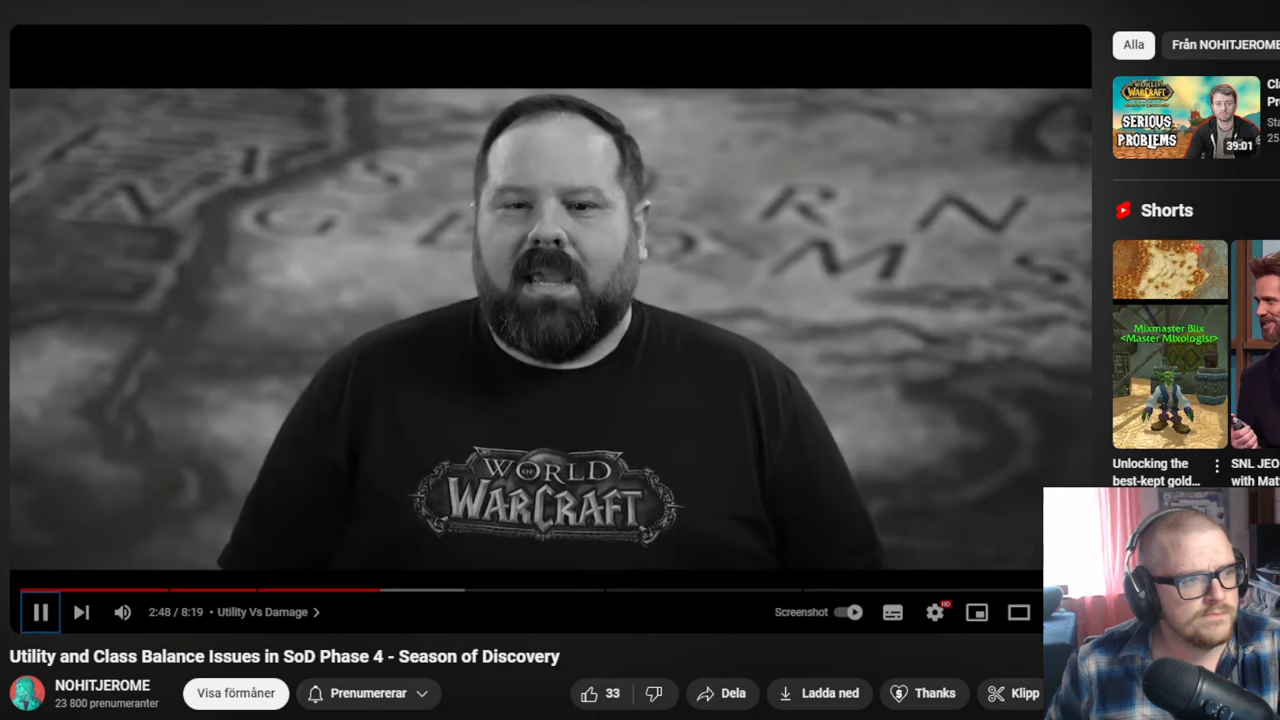 Alla
Från NOHITJEROME
WORLD OF WARCRAFT
SERIOUS PROBLEMS
39:01
25
Shorts
Mixmaster Blix
<Master Mixologist>
Unlocking the
best-kept gold...
SNL JEO
with Mat
WORLD OF WARCRAFT
2:48 / 8:19 • Utility Vs Damage >
Screenshot
HD
Utility and Class Balance Issues in SoD Phase 4 - Season of Discovery
NOHITJEROME
23 800 prenumeranter
Visa förmåner
Prenumererar
33
Dela
Ladda ned
Thanks
Klipp